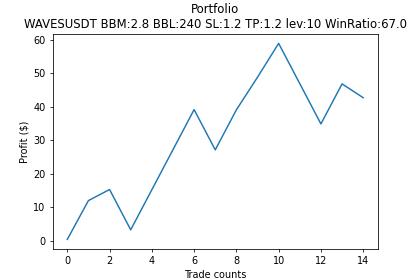 Portfolio
WAVESUSDT BBM:2.8 BBL:240 SL:1.2 TP:1.2 lev:10 WinRatio:67.0
60
50
40
30
20
10
0
Profit ($)
0 2 4 6 8 10 12 14
Trade counts